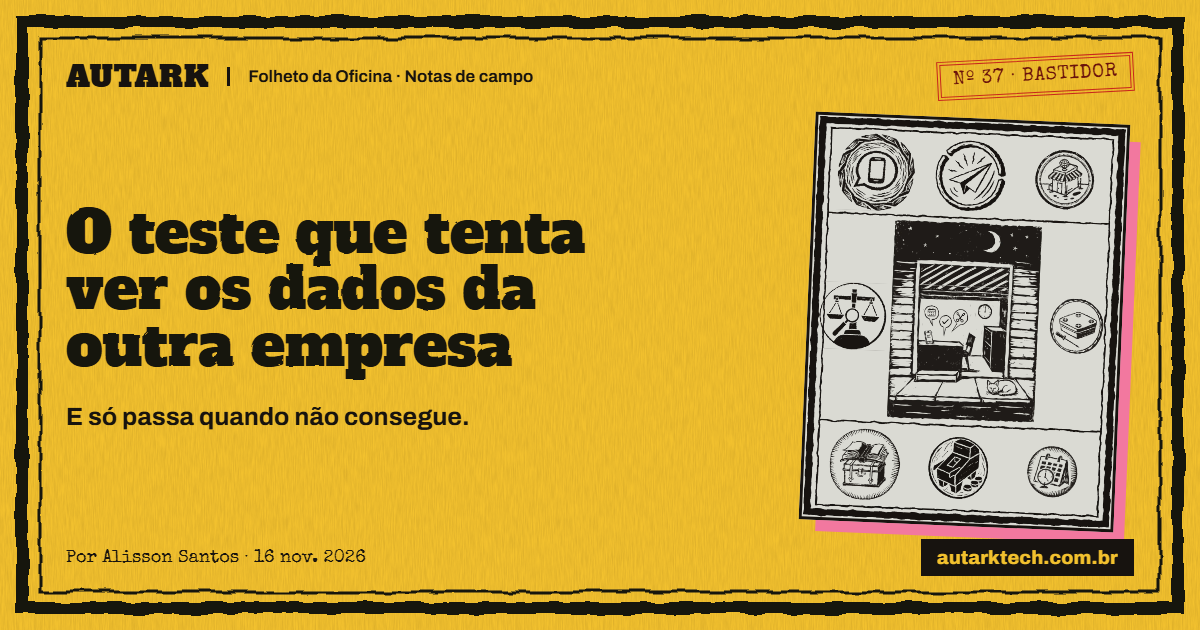 AUTARK
Folheto da Oficina · Notas de campo
Nº 37 · BASTIDOR
O teste que tenta
ver os dados da
outra empresa
E só passa quando não consegue.
Por Alisson Santos · 16 nov. 2026
autarktech.com.br